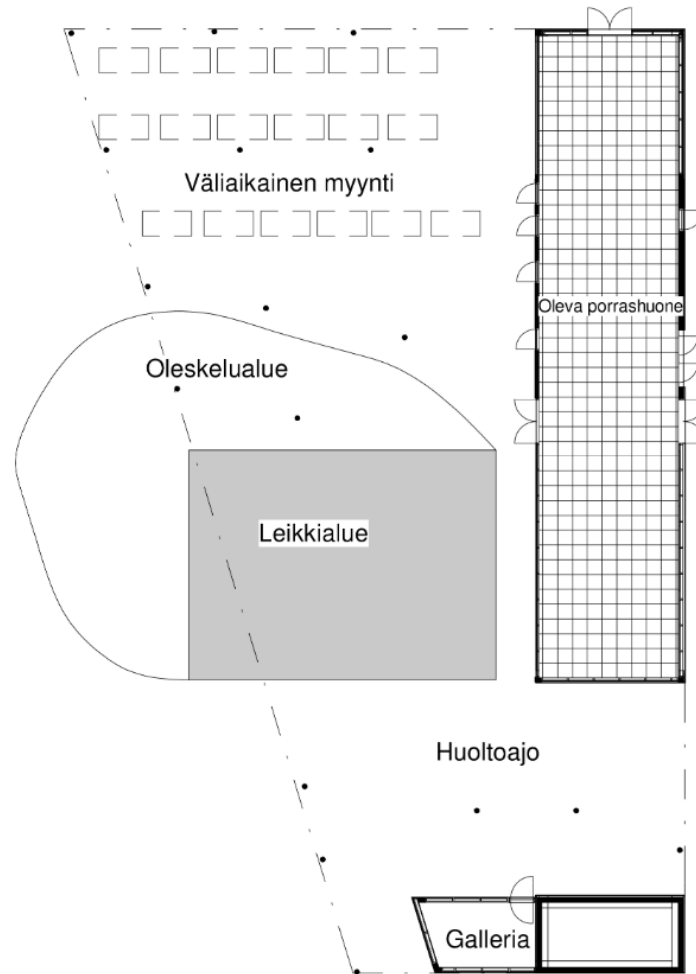 Väliaikainen myynti
Oleva porrashuone
Oleskelualue
Leikkialue
Huoltoajo
Galleria